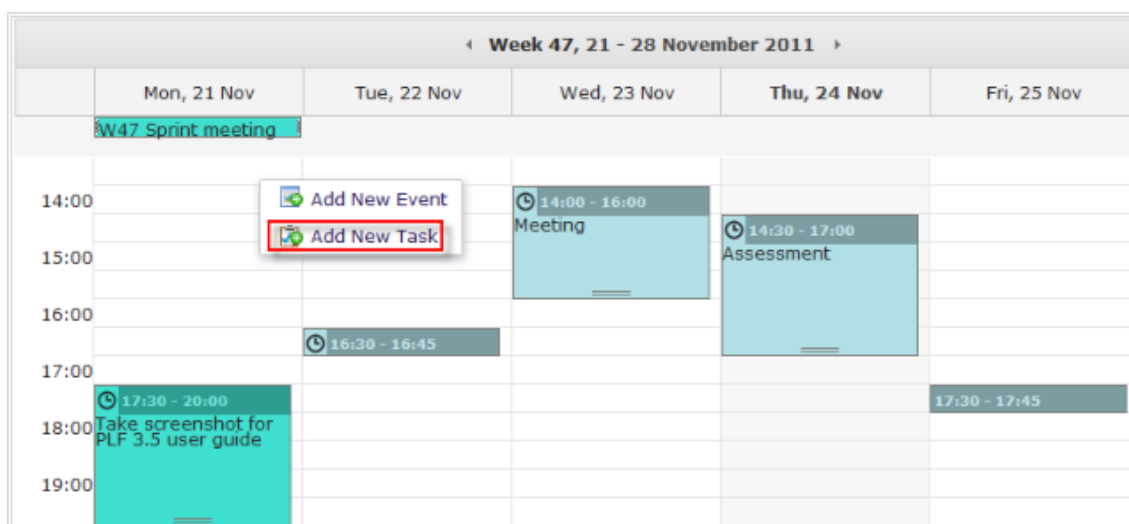 Week 47, 21 - 28 November 2011
Mon, 21 Nov
Tue, 22 Nov
Wed, 23 Nov
Thu, 24 Nov
Fri, 25 Nov
W47 Sprint meeting
14:00
Add New Event
Add New Task
14:00 - 16:00
Meeting
14:30 - 17:00
Assessment
15:00
16:00
16:30 - 16:45
17:00
17:30 - 20:00
Take screenshot for
PLF 3.5 user guide
17:30 - 17:45
18:00
19:00